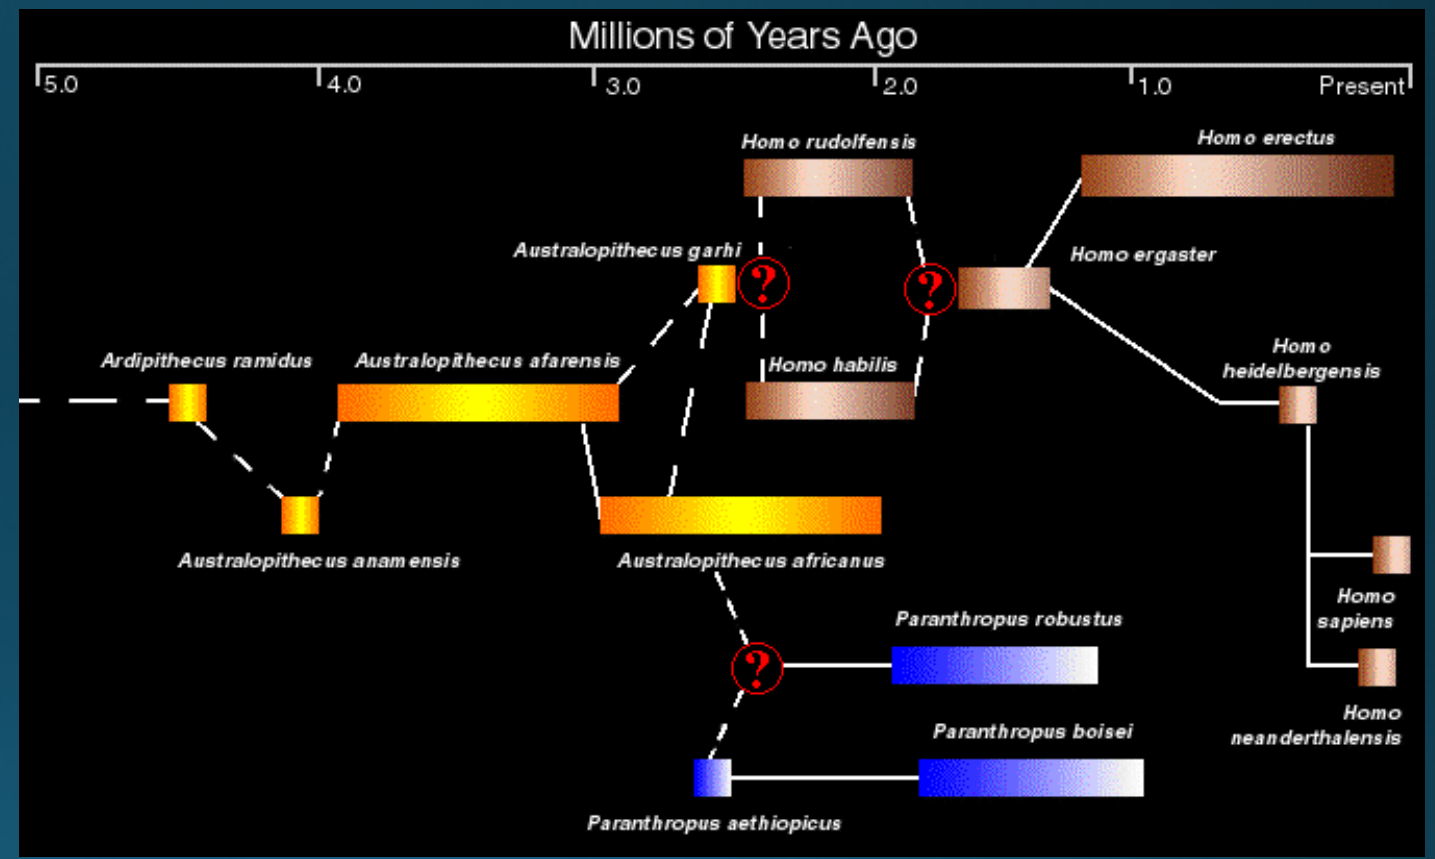 Millions of Years Ago
5.0 4.0 3.0 2.0 1.0 Present
Homo rudolfensis
Homo erectus
Australopithecus garhi
Homo ergaster
?
?
Ardipithecus ramidus
Australopithecus afarensis
Homo habilis
Homo
heidelbergensis
Australopithecus anamensis
Australopithecus africanus
Homo
sapiens
Paranthropus robustus
?
Homo
neanderthalensis
Paranthropus boisei
Paranthropus aethiopicus